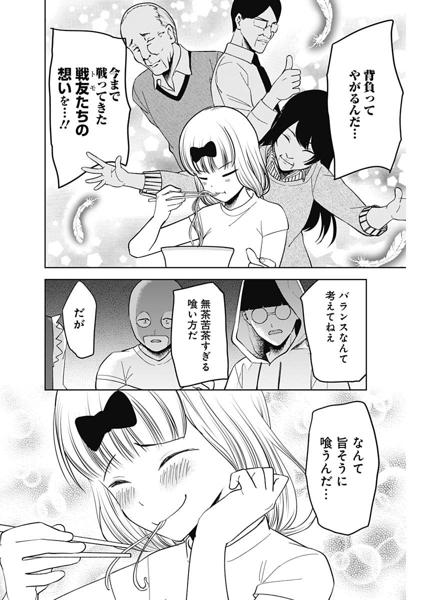 背負って
やがるんだ…
今まで
戦ってきた
戦友たちの
トモ
想いを…!!
バランスなんて
考えてねえ
無茶苦茶すぎる
喰い方だ
だが
なんて
旨そうに
喰うんだ…